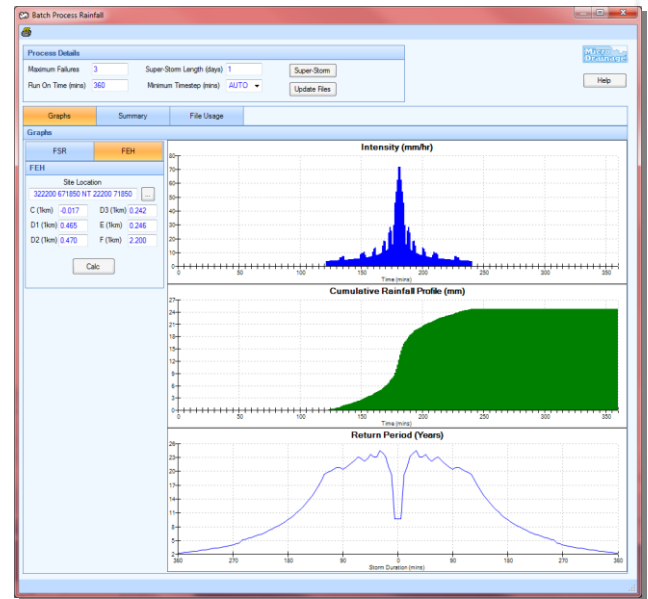 Batch Process Rainfall
Process Details
Maximum Failures 3 Super-Storm Length (days) 1 Super-Storm
Run On Time (mins) 360 Minimum Timestep (mins) AUTO Update Files
Micro Drainage
Help
Graphs Summary File Usage
Graphs
FSR FEH
FEH
Site Location
322200 671850 NT 22200 71850 ...
C (1km) -0.017 D3 (1km) 0.242
D1 (1km) 0.465 E (1km) 0.246
D2 (1km) 0.470 F (1km) 2.200
Calc
Intensity (mm/hr)
80
70
60
50
40
30
20
10
0
0 50 100 150 200 250 300 350
Time (mins)
Cumulative Rainfall Profile (mm)
27
24
21
18
15
12
9
6
3
0
0 50 100 150 200 250 300 350
Time (mins)
Return Period (Years)
26
23
20
17
14
11
8
5
2
360 270 180 90 0 90 180 270 360
Storm Duration (mins)